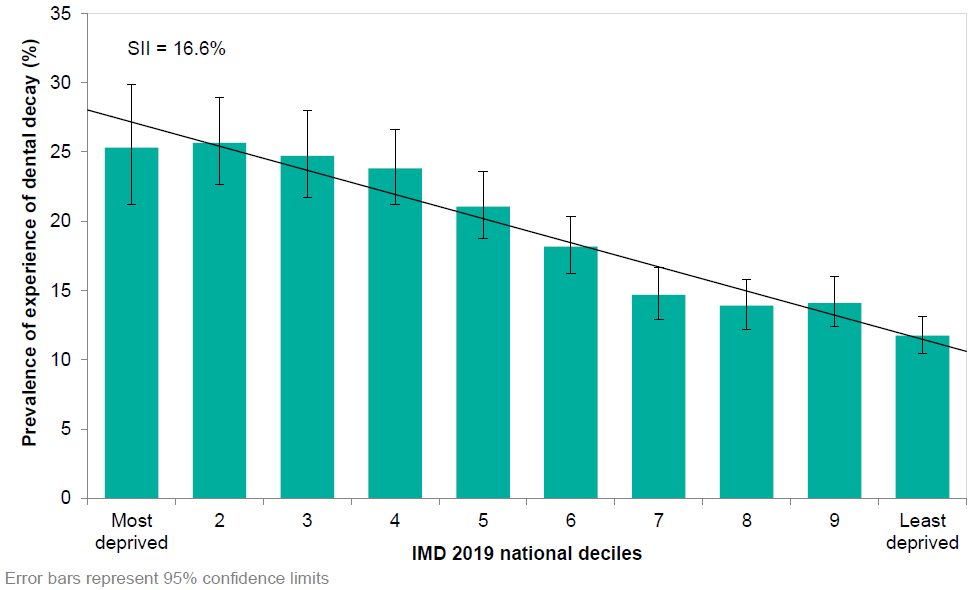 SII = 16.6%
Prevalence of experience of dental decay (%)
35
30
25
20
15
10
5
0
Most deprived
2
3
4
5
6
7
8
9
Least deprived
IMD 2019 national deciles
Error bars represent 95% confidence limits